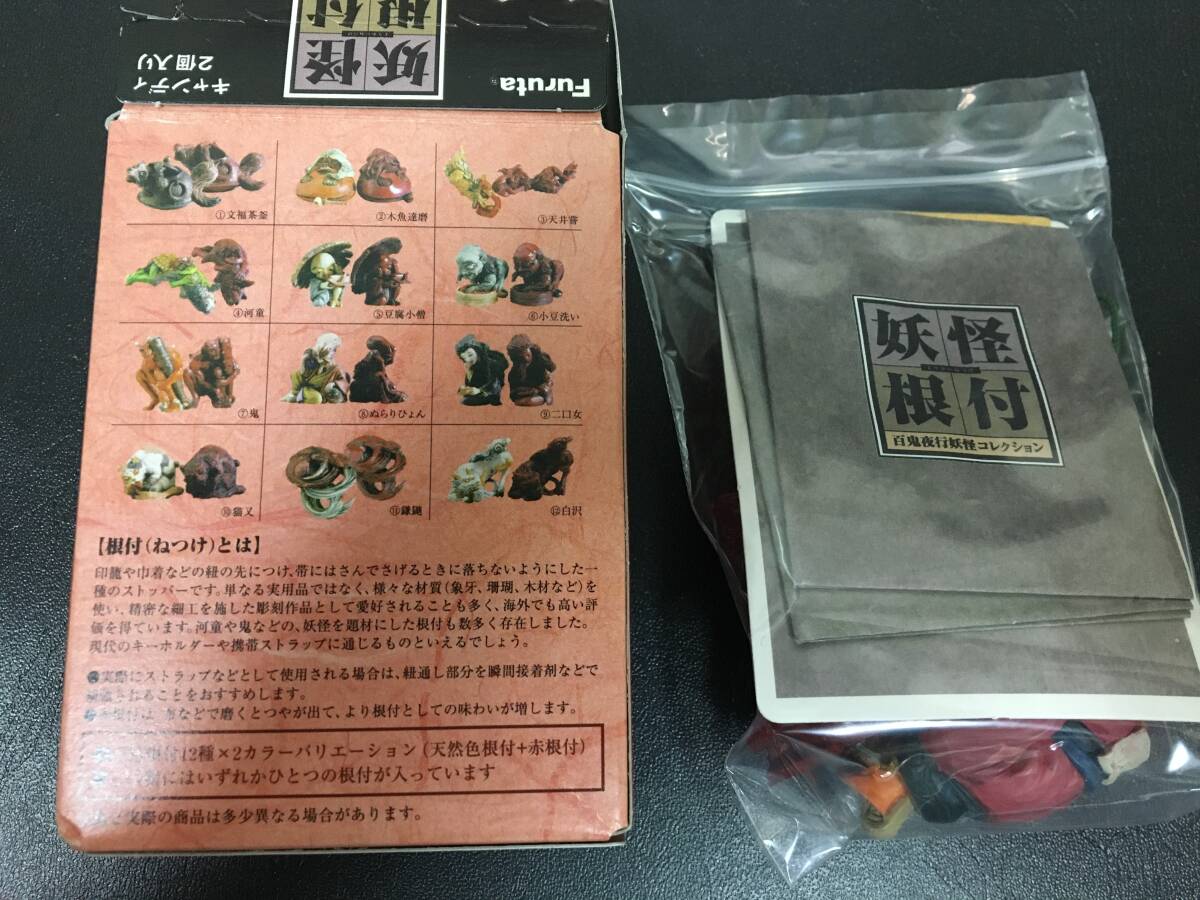 キャンディ
2個入り
妖怪
根付
Furuta
①文福茶釜
②木魚達磨
③天井嘗
④河童
⑤豆腐小僧
⑥小豆洗い
⑦鬼
⑧ぬらりひょん
⑨二口女
⑩猫又
⑪鎌鼬
⑫白沢
【根付(ねつけ)とは】
印籠や巾着などの紐の先につけ、帯にはさんでさげるときに落ちないようにした一
種のストッパーです。単なる実用品ではなく、様々な材質(象牙、珊瑚、木材など)を
使い、精密な細工を施した彫刻作品として愛好されることも多く、海外でも高い評
価を得ています。河童や鬼などの、妖怪を題材にした根付も数多く存在しました。
現代のキーホルダーや携帯ストラップに通じるものといえるでしょう。
実際にストラップなどとして使用される場合は、紐通し部分を瞬間接着剤などで
されることをおすすめします。
根付は、布などで磨くとつやが出て、より根付としての味わいが増します。
根付12種×2カラーバリエーション(天然色根付+赤根付)
にはいずれかひとつの根付が入っています
実際の商品は多少異なる場合があります。
妖怪
根付
百鬼夜行妖怪コレクション